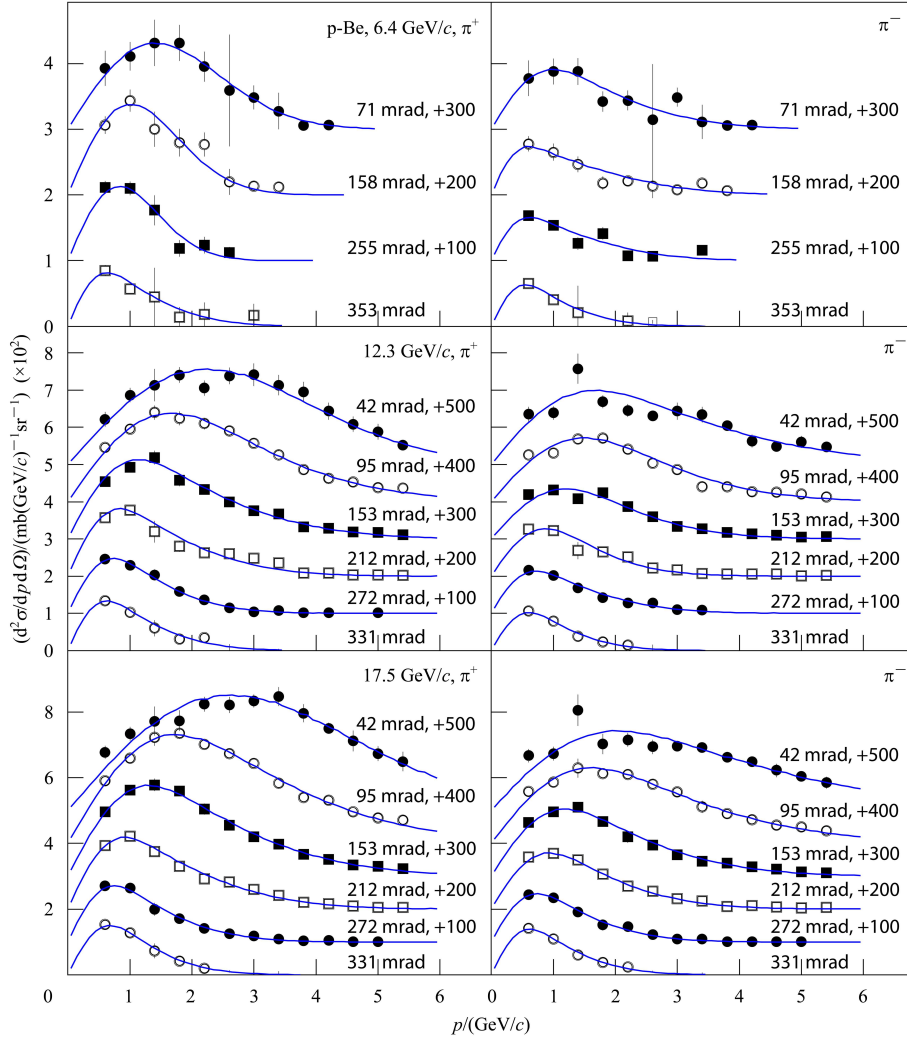 p-Be, 6.4 GeV/c, π⁺
71 mrad, +300
158 mrad, +200
255 mrad, +100
353 mrad
4
3
2
1
0
π⁻
71 mrad, +300
158 mrad, +200
255 mrad, +100
353 mrad
12.3 GeV/c, π⁺
42 mrad, +500
95 mrad, +400
153 mrad, +300
212 mrad, +200
272 mrad, +100
331 mrad
8
7
6
5
4
3
2
1
π⁻
42 mrad, +500
95 mrad, +400
153 mrad, +300
212 mrad, +200
272 mrad, +100
331 mrad
17.5 GeV/c, π⁺
42 mrad, +500
95 mrad, +400
153 mrad, +300
212 mrad, +200
272 mrad, +100
331 mrad
8
6
4
2
π⁻
42 mrad, +500
95 mrad, +400
153 mrad, +300
212 mrad, +200
272 mrad, +100
331 mrad
0 1 2 3 4 5 0 1 2 3 4 5 6
p/(GeV/c)
(d²σ/dpdΩ)/(mb(GeV/c)⁻¹sr⁻¹) (×10²)